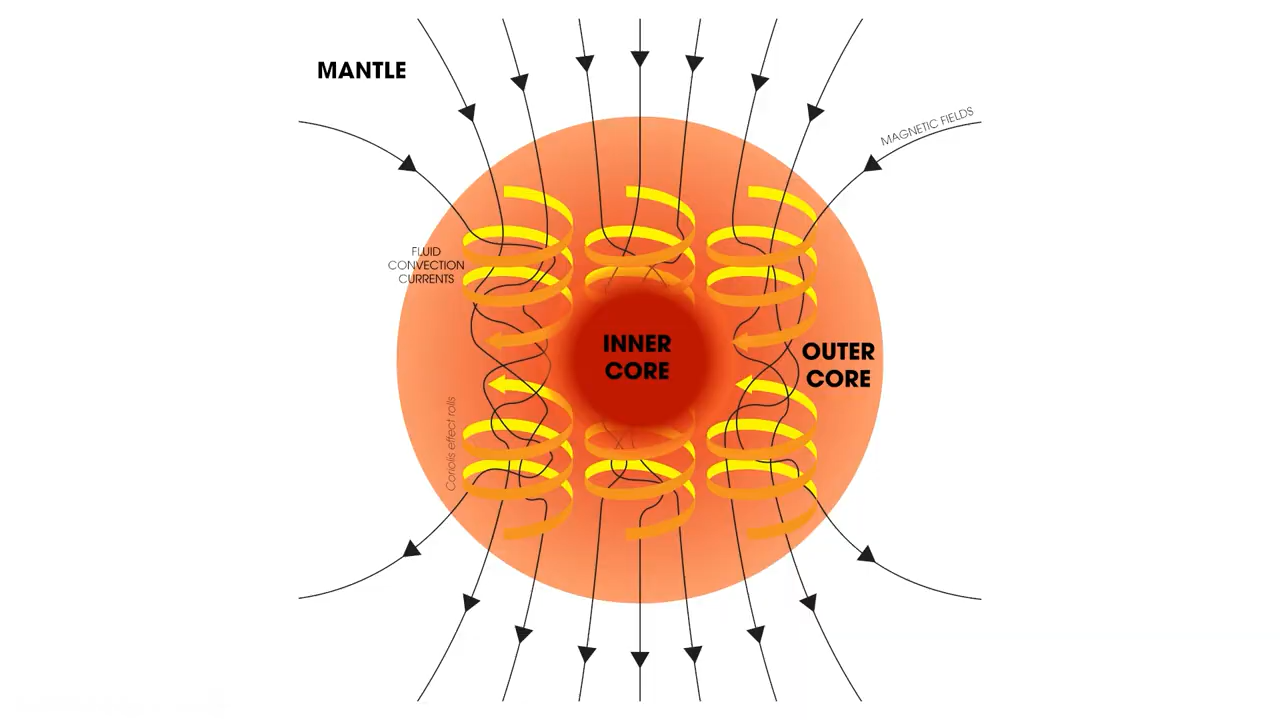 MANTLE
MAGNETIC FIELDS
FLUID
CONVECTION
CURRENTS
INNER
CORE
OUTER
CORE
Coriolis effect rolls